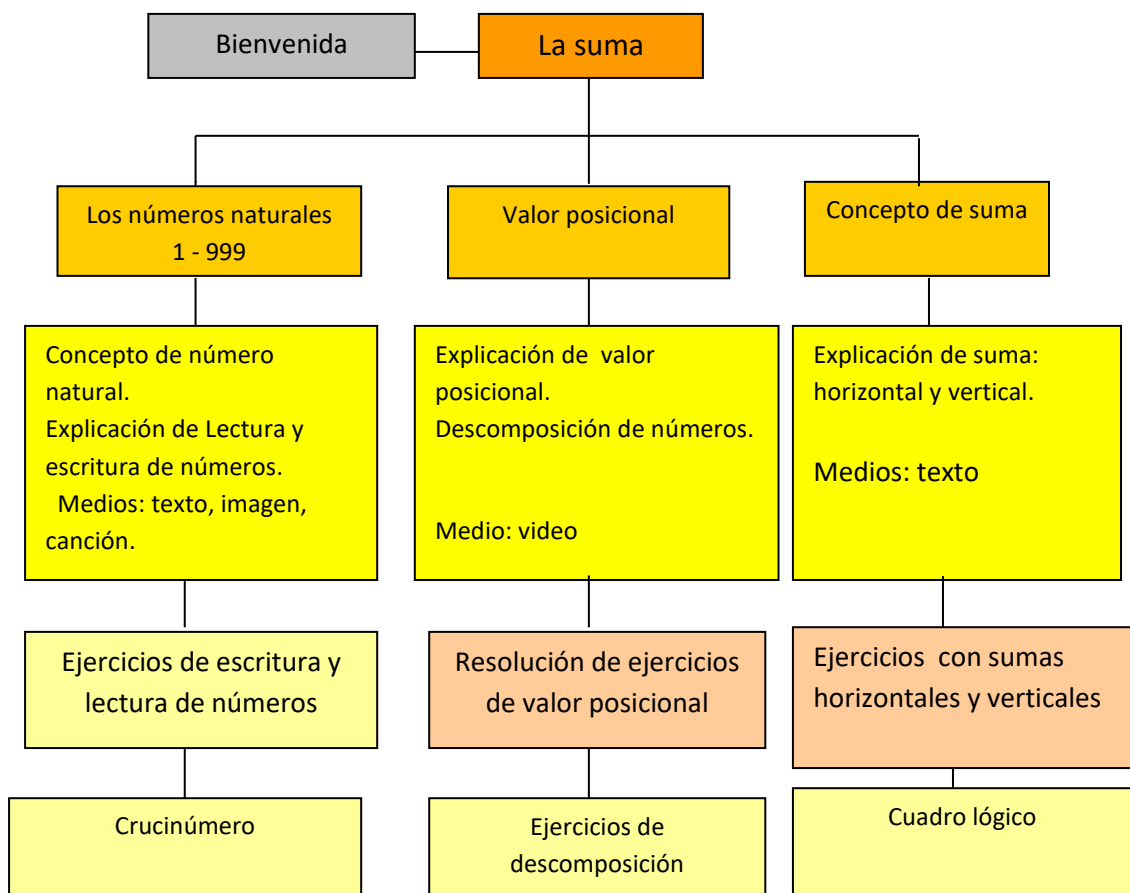 Bienvenida
La suma
Los números naturales
1 - 999
Valor posicional
Concepto de suma
Concepto de número
natural.
Explicación de Lectura y
escritura de números.
Medios: texto, imagen,
canción.
Explicación de valor
posicional.
Descomposición de números.
Medio: video
Explicación de suma:
horizontal y vertical.
Medios: texto
Ejercicios de escritura y
lectura de números
Resolución de ejercicios
de valor posicional
Ejercicios con sumas
horizontales y verticales
Crucinúmero
Ejercicios de
descomposición
Cuadro lógico